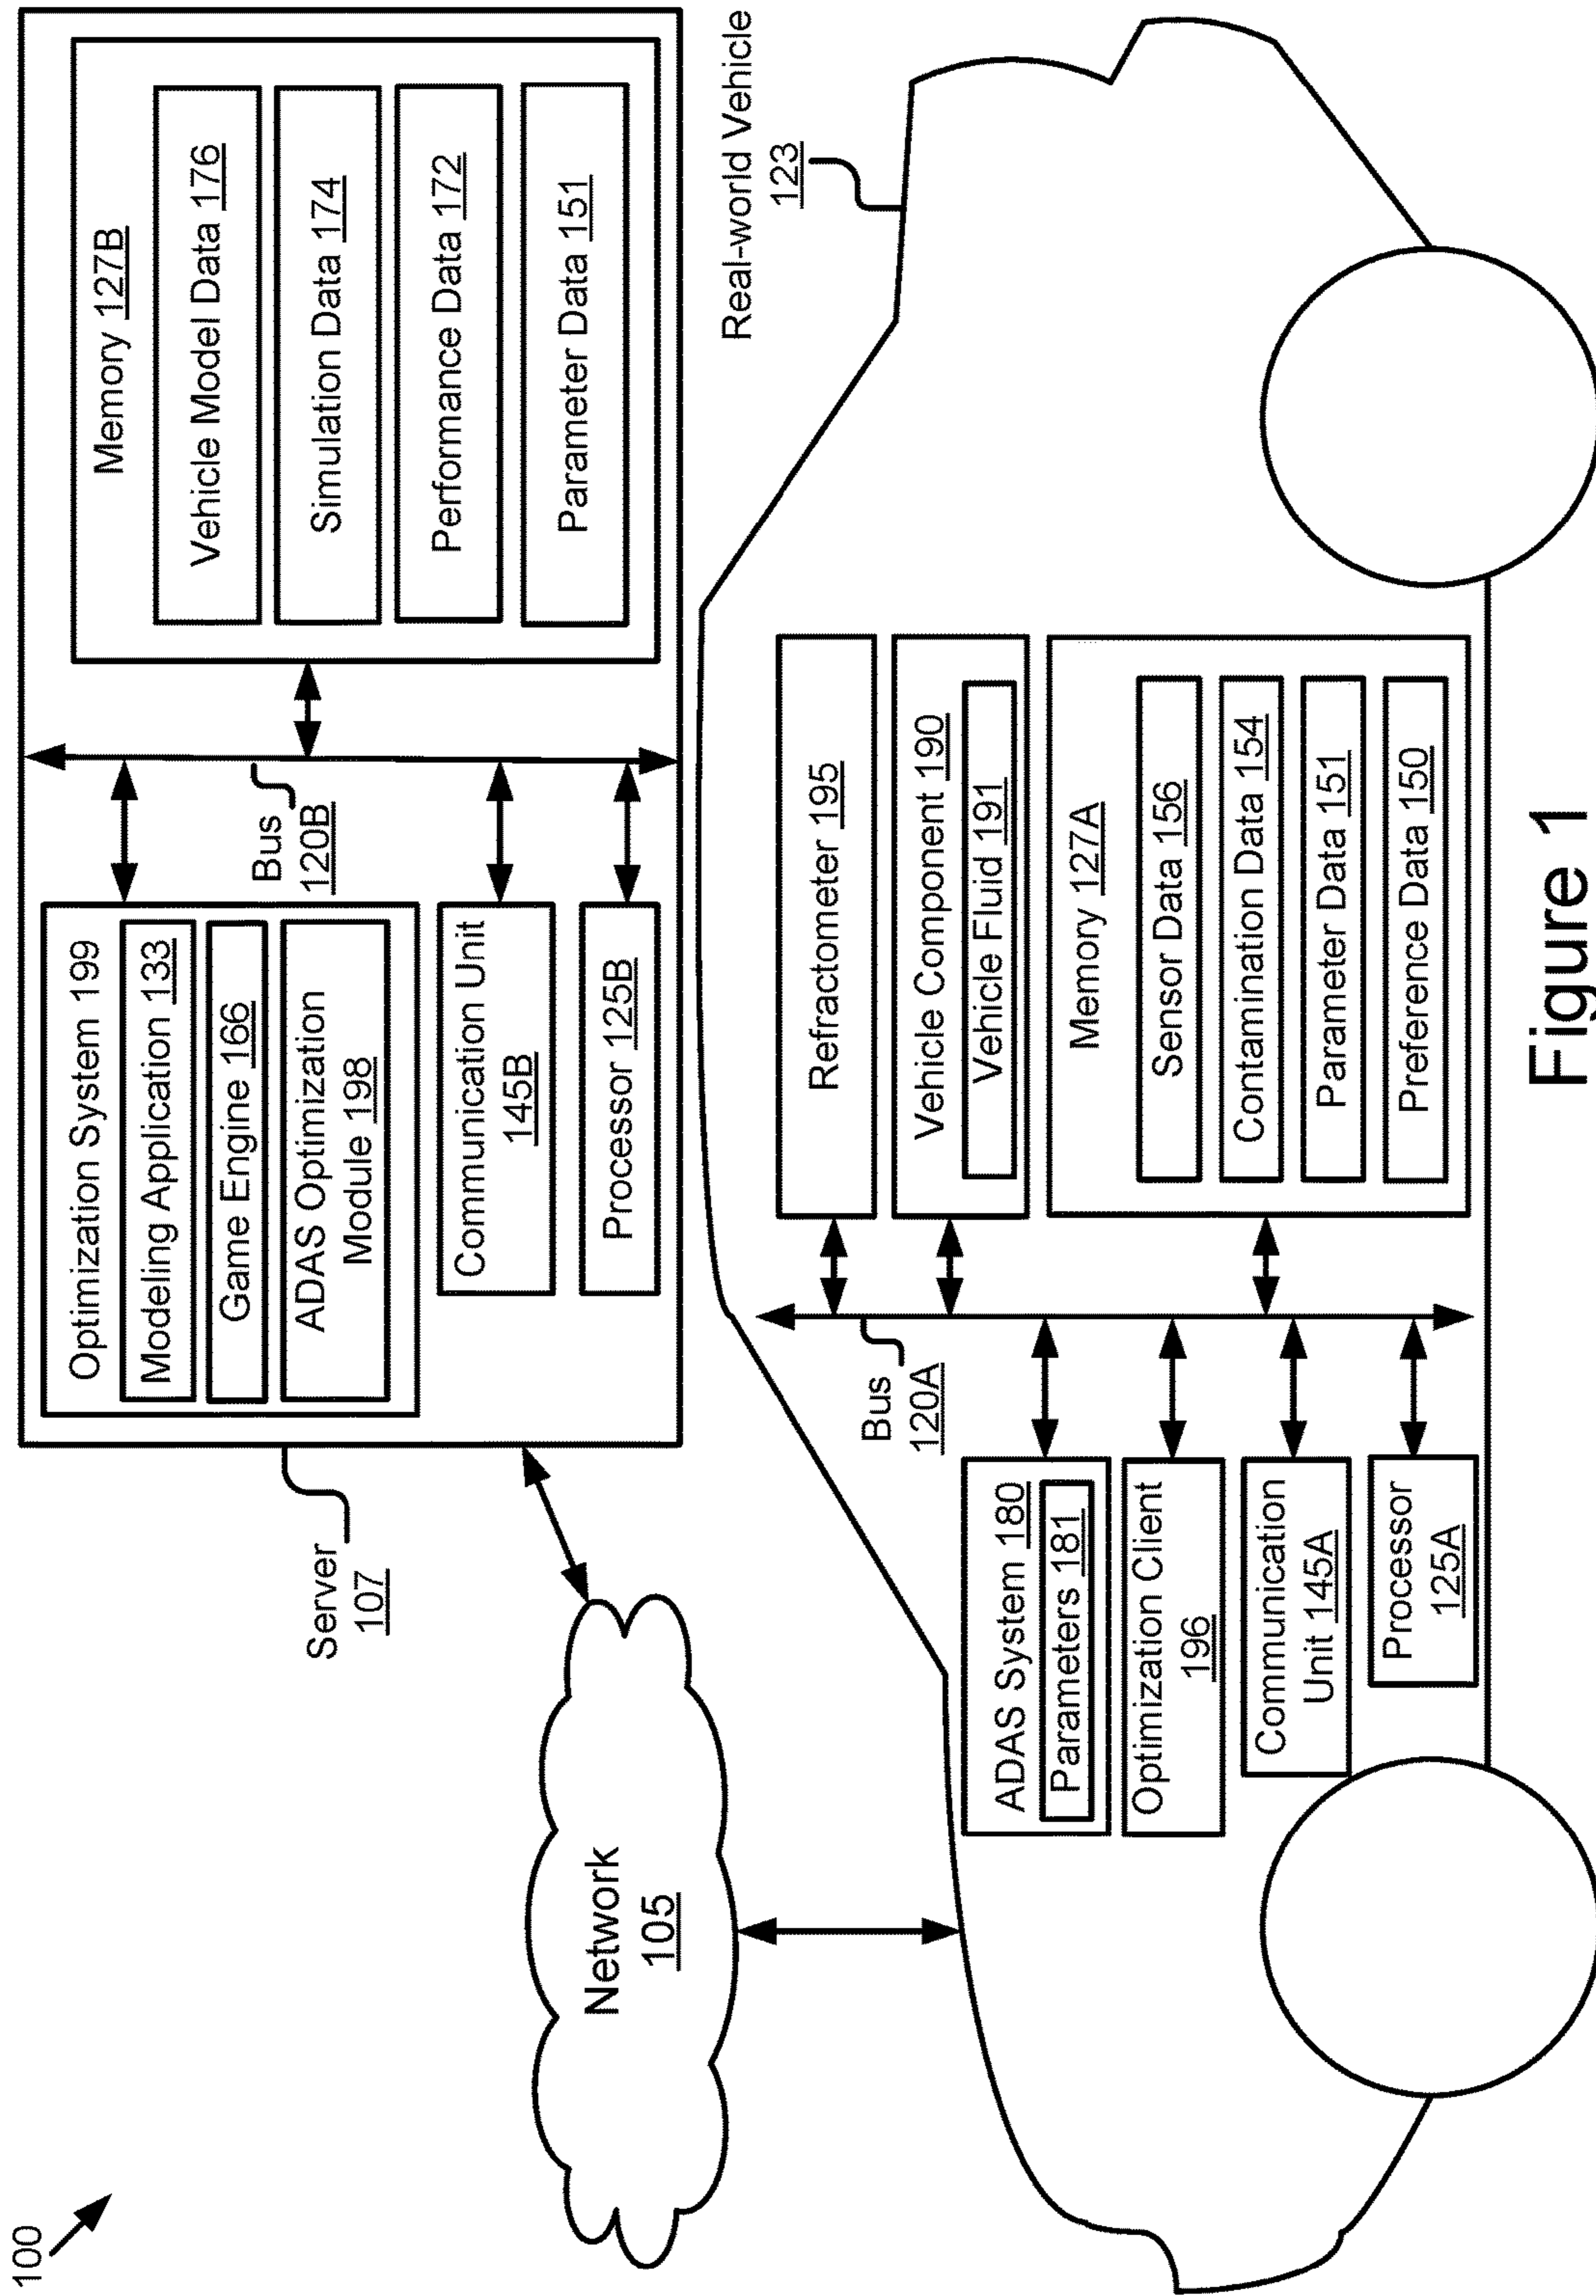 100
Network
105
Server
107
Optimization System 199
Modeling Application 133
Game Engine 166
ADAS Optimization
Module 198
Communication Unit
145B
Processor 125B
Bus
120B
Memory 127B
Vehicle Model Data 176
Simulation Data 174
Performance Data 172
Parameter Data 151
Real-world Vehicle
123
ADAS System 180
Parameters 181
Optimization Client
196
Communication
Unit 145A
Processor
125A
Bus
120A
Refractometer 195
Vehicle Component 190
Vehicle Fluid 191
Memory 127A
Sensor Data 156
Contamination Data 154
Parameter Data 151
Preference Data 150
Figure 1